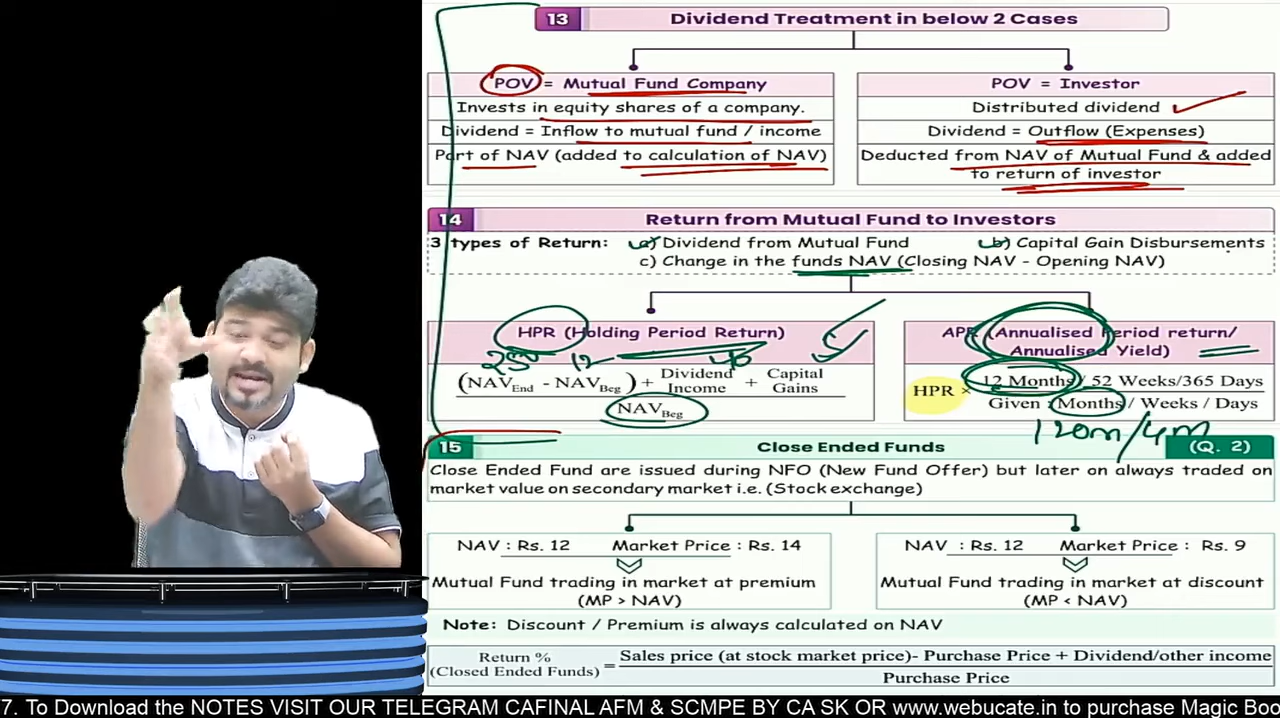 13 Dividend Treatment in below 2 Cases
POV = Mutual Fund Company
Invests in equity shares of a company.
Dividend = Inflow to mutual fund / income
Part of NAV (added to calculation of NAV)
POV = Investor
Distributed dividend
Dividend = Outflow (Expenses)
Deducted from NAV of Mutual Fund & added
to return of investor
14 Return from Mutual Fund to Investors
3 types of Return: a) Dividend from Mutual Fund b) Capital Gain Disbursements
c) Change in the funds NAV (Closing NAV - Opening NAV)
HPR (Holding Period Return)
(NAVEnd - NAVBeg) + Dividend Income + Capital Gains
NAVBeg
APR (Annualised Period return/
Annualised Yield)
HPR × 12 Months / 52 Weeks/365 Days
Given : Months / Weeks / Days
120m/4m
15 Close Ended Funds (Q. 2)
Close Ended Fund are issued during NFO (New Fund Offer) but later on always traded on
market value on secondary market i.e. (Stock exchange)
NAV : Rs. 12 Market Price : Rs. 14
Mutual Fund trading in market at premium
(MP > NAV)
NAV : Rs. 12 Market Price : Rs. 9
Mutual Fund trading in market at discount
(MP < NAV)
Note: Discount / Premium is always calculated on NAV
Return %
(Closed Ended Funds)
= Sales price (at stock market price)- Purchase Price + Dividend/other income
Purchase Price
7. To Download the NOTES VISIT OUR TELEGRAM CAFINAL AFM & SCMPE BY CA SK OR www.webucate.in to purchase Magic Boo